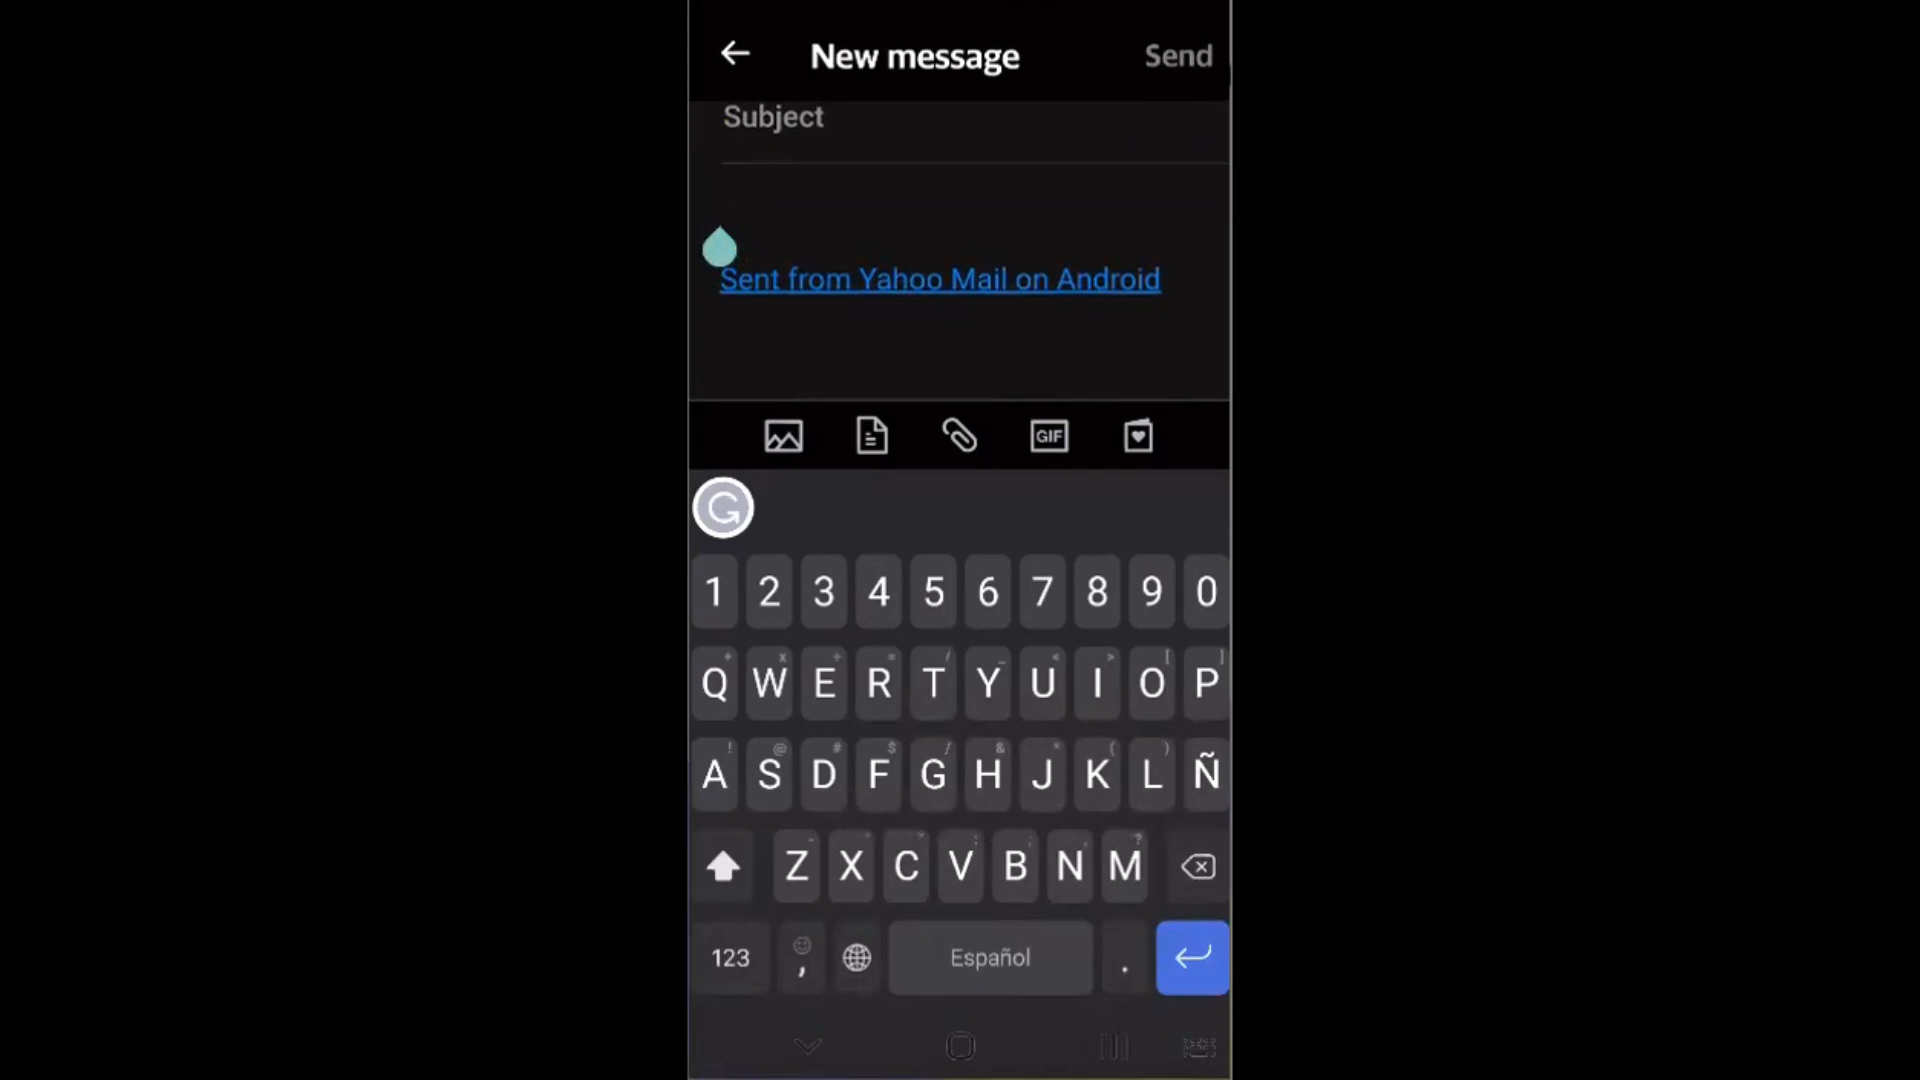 New message Send
Subject
Sent from Yahoo Mail on Android
GIF
1 2 3 4 5 6 7 8 9 0
Q W E R T Y U I O P
A S D F G H J K L Ñ
Z X C V B N M
123 , Español .